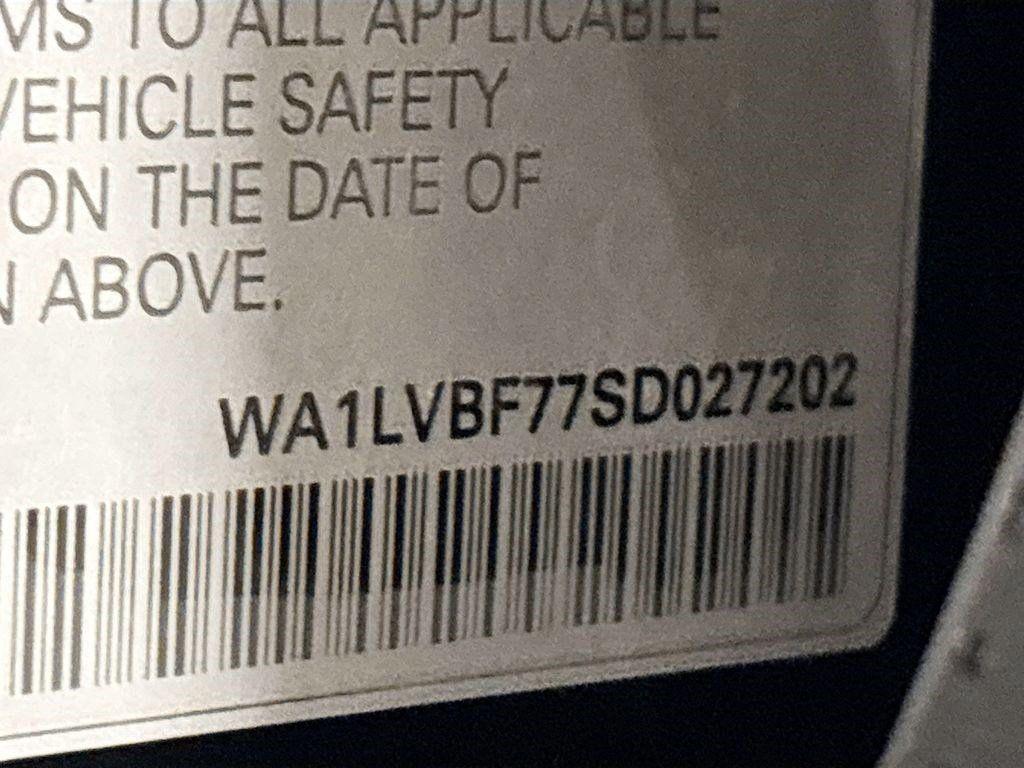 MS TO ALL APPLICABLE
VEHICLE SAFETY
ON THE DATE OF
N ABOVE.
WA1LVBF77SD027202